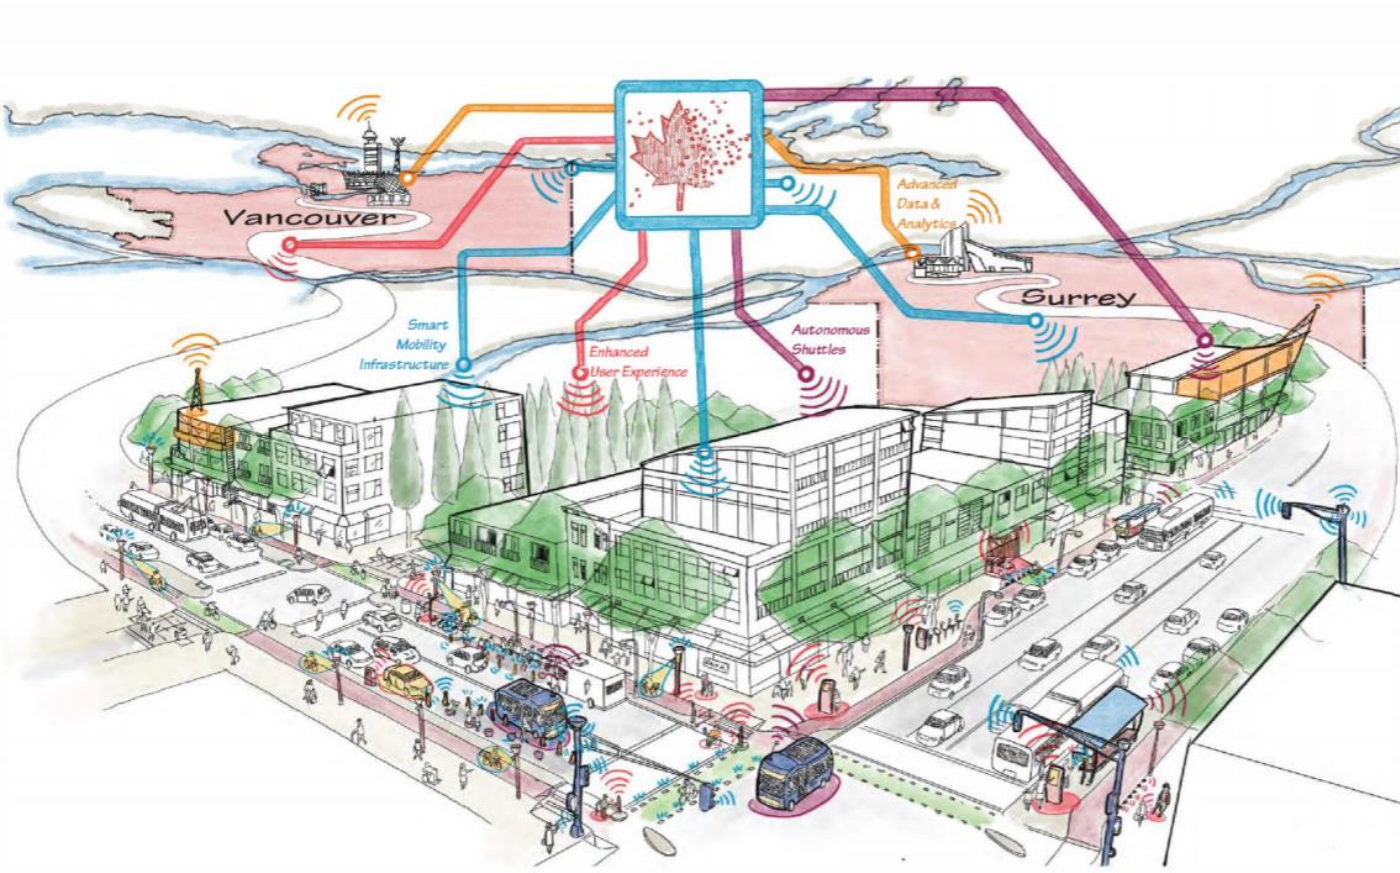 Vancouver
Advanced
Data &
Analytics
Surrey
Smart
Mobility
Infrastructure
Enhanced
User Experience
Autonomous
Shuttles